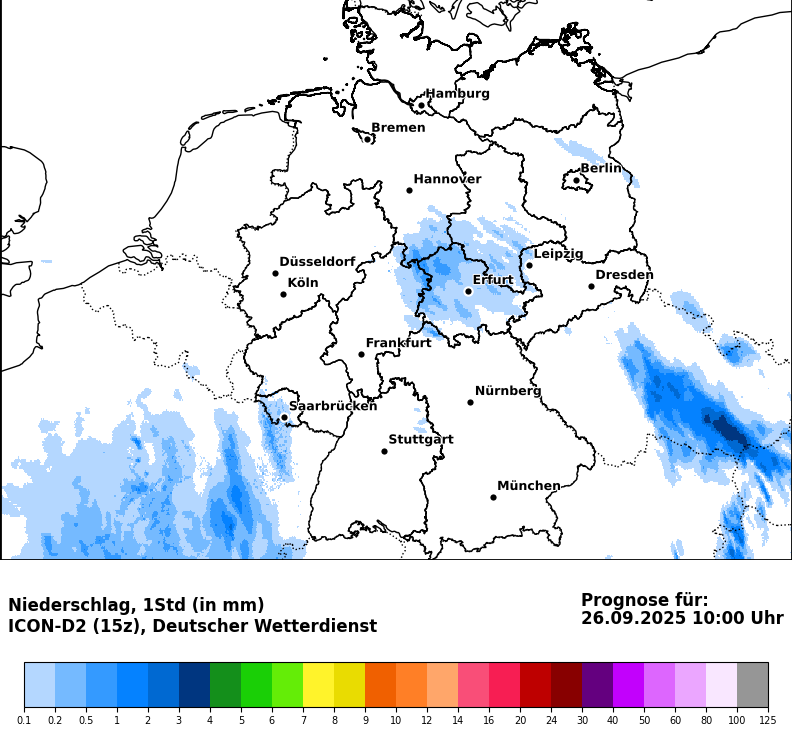 Hamburg
Bremen
Berlin
Hannover
Leipzig
Düsseldorf
Dresden
Köln
Erfurt
Frankfurt
Nürnberg
Saarbrücken
Stuttgart
München
Niederschlag, 1Std (in mm)
ICON-D2 (15z), Deutscher Wetterdienst
Prognose für:
26.09.2025 10:00 Uhr
0.1 0.2 0.5 1 2 3 4 5 6 7 8 9 10 12 14 16 20 24 30 40 50 60 80 100 125